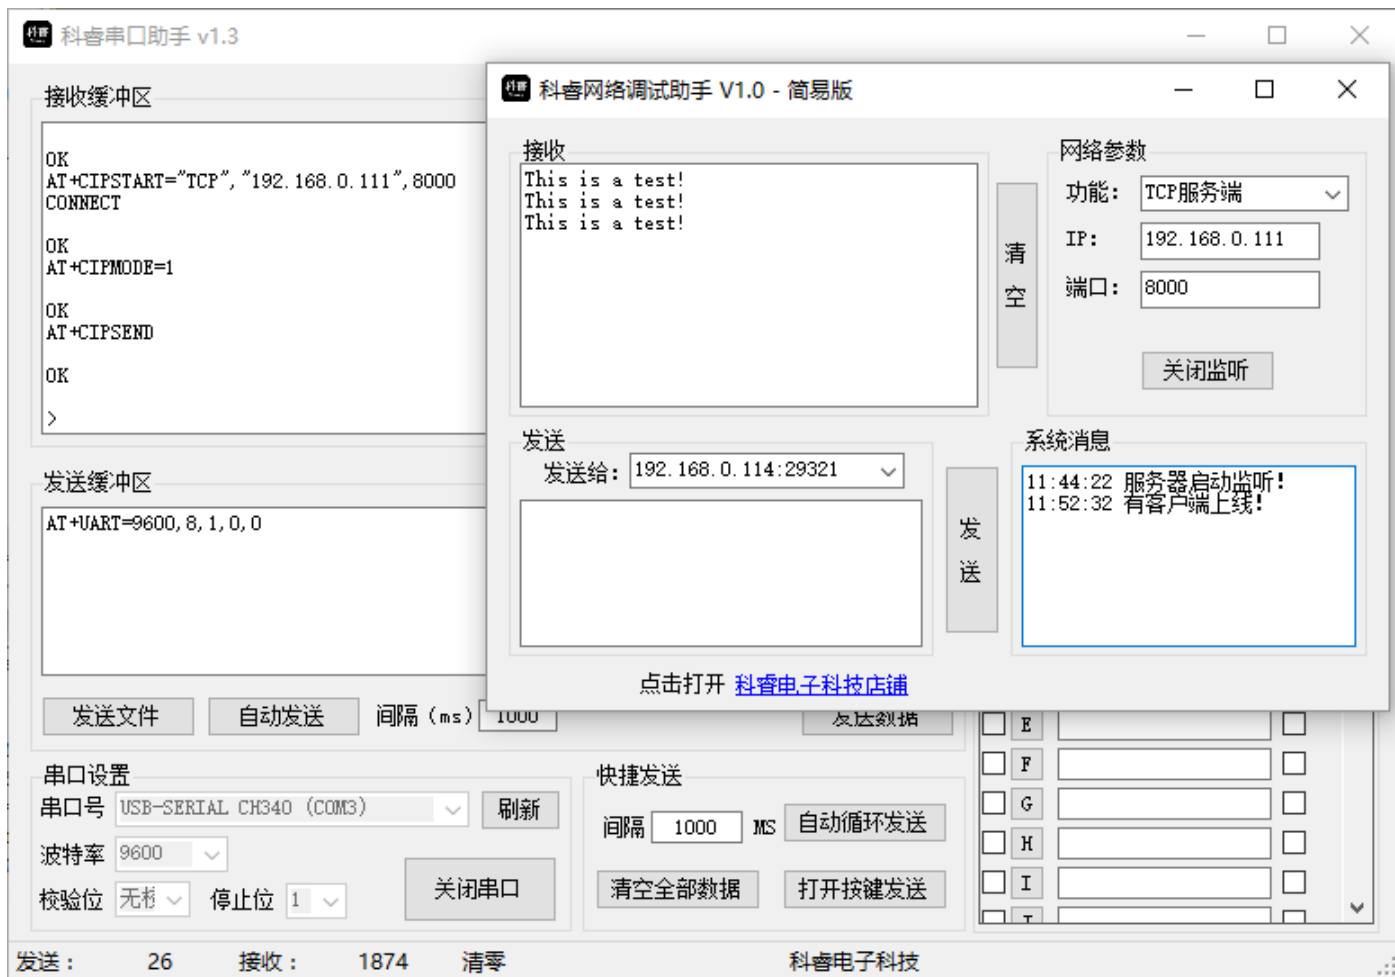 科睿串口助手 v1.3
接收缓冲区
OK
AT+CIPSTART="TCP","192.168.0.111",8000
CONNECT
OK
AT+CIPMODE=1
OK
AT+CIPSEND
OK
>
发送缓冲区
AT+UART=9600,8,1,0,0
发送文件
自动发送
间隔(ms)
1000
发送数据
科睿网络调试助手 V1.0 - 简易版
接收
This is a test!
This is a test!
This is a test!
清空
网络参数
功能: TCP服务端
IP: 192.168.0.111
端口: 8000
关闭监听
发送
发送给: 192.168.0.114:29321
发送
系统消息
11:44:22 服务器启动监听!
11:52:32 有客户端上线!
点击打开 科睿电子科技店铺
串口设置
串口号 USB-SERIAL CH340 (COM3)
刷新
波特率 9600
校验位
停止位 1
关闭串口
快捷发送
间隔 1000 MS
自动循环发送
清空全部数据
打开按键发送
E
F
G
H
I
发送: 26 接收: 1874 清零 科睿电子科技